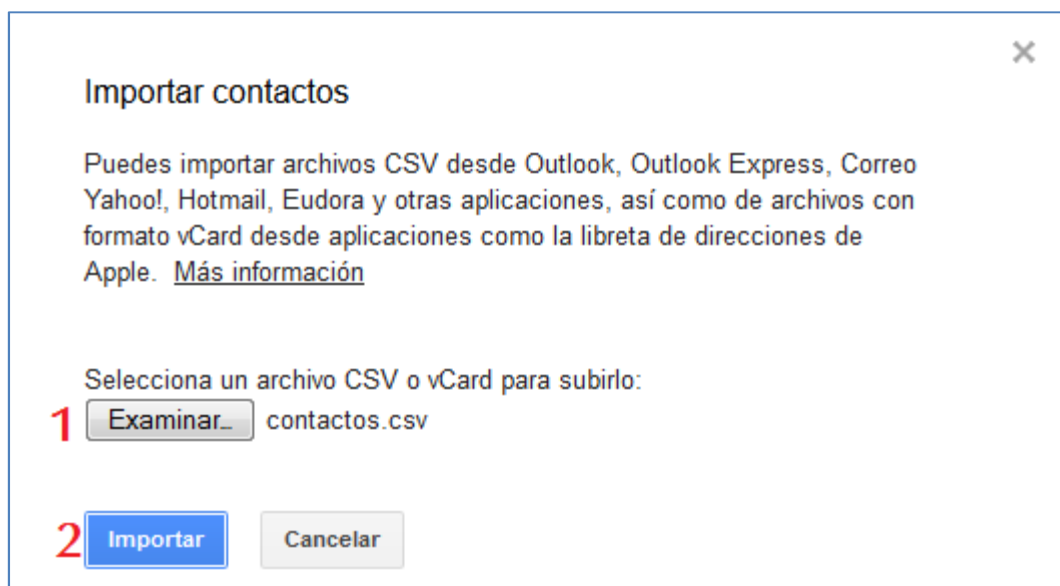 Importar contactos
Puedes importar archivos CSV desde Outlook, Outlook Express, Correo
Yahoo!, Hotmail, Eudora y otras aplicaciones, así como de archivos con
formato vCard desde aplicaciones como la libreta de direcciones de
Apple. Más información
Selecciona un archivo CSV o vCard para subirlo:
1 Examinar... contactos.csv
2 Importar Cancelar